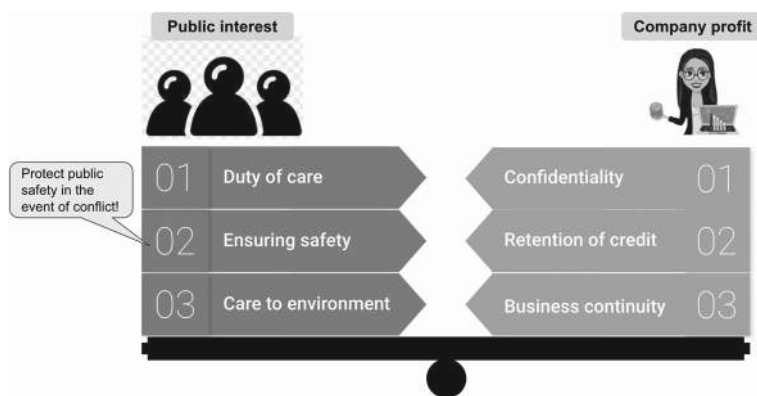 Public interest
Company profit
Protect public
safety in the
event of conflict!
01 Duty of care
Confidentiality 01
02 Ensuring safety
Retention of credit 02
03 Care to environment
Business continuity 03